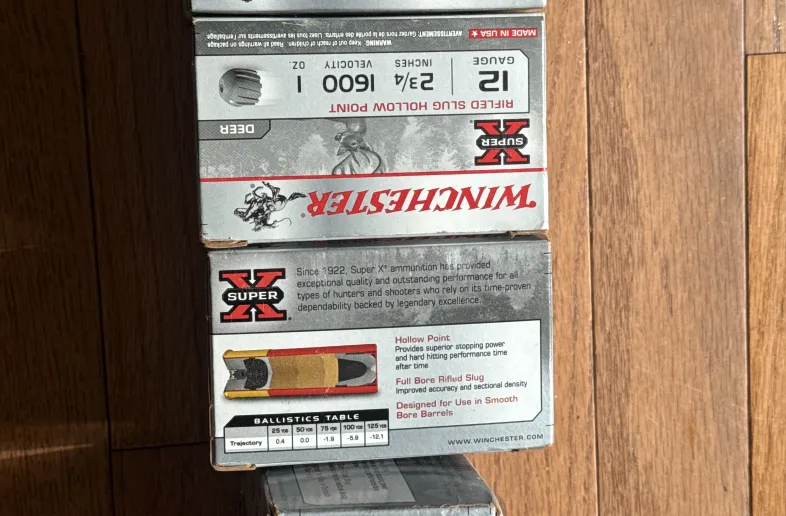 WINCHESTER
SUPER X
DEER
RIFLED SLUG HOLLOW POINT
12 2 3/4 1600 1
GAUGE INCHES VELOCITY OZ.
WARNING: Keep out of reach of children. Read all warnings on package.
AVERTISSEMENT: Gardez hors de la portée des enfants. Lisez tous les avertissements sur l'emballage.
MADE IN USA
SUPER X
Since 1922, Super X® ammunition has provided
exceptional quality and outstanding performance for all
types of hunters and shooters who rely on its time-proven
dependability backed by legendary excellence.
Hollow Point
Provides superior stopping power
and hard hitting performance time
after time
Full Bore Rifled Slug
Improved accuracy and sectional density
Designed for Use in Smooth
Bore Barrels
BALLISTICS TABLE
25 YDS 50 YDS 75 YDS 100 YDS 125 YDS
Trajectory 0.4 0.0 -1.9 -5.9 -12.1
WWW.WINCHESTER.COM